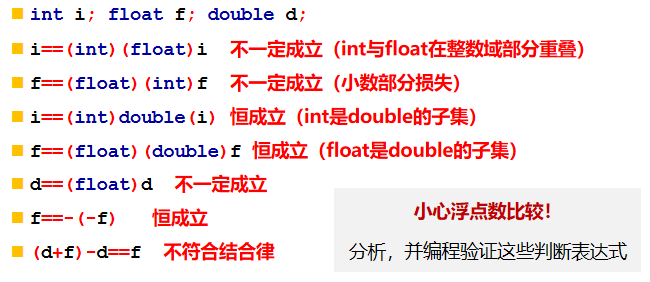 int i; float f; double d;
i==(int)(float)i 不一定成立（int与float在整数域部分重叠）
f==(float)(int)f 不一定成立（小数部分损失）
i==(int)double(i) 恒成立（int是double的子集）
f==(float)(double)f 恒成立（float是double的子集）
d==(float)d 不一定成立
f==-(-f) 恒成立
(d+f)-d==f 不符合结合律
小心浮点数比较！
分析，并编程验证这些判断表达式